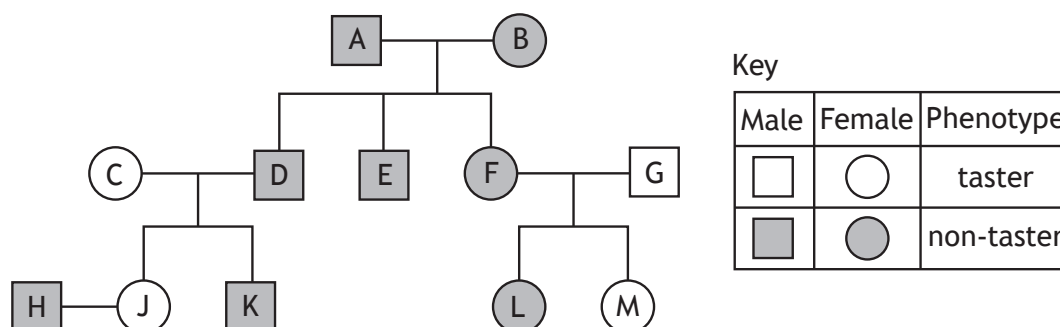 A B
Key
Male Female Phenotype
C D E F G
taster
non-taster
H J K L M